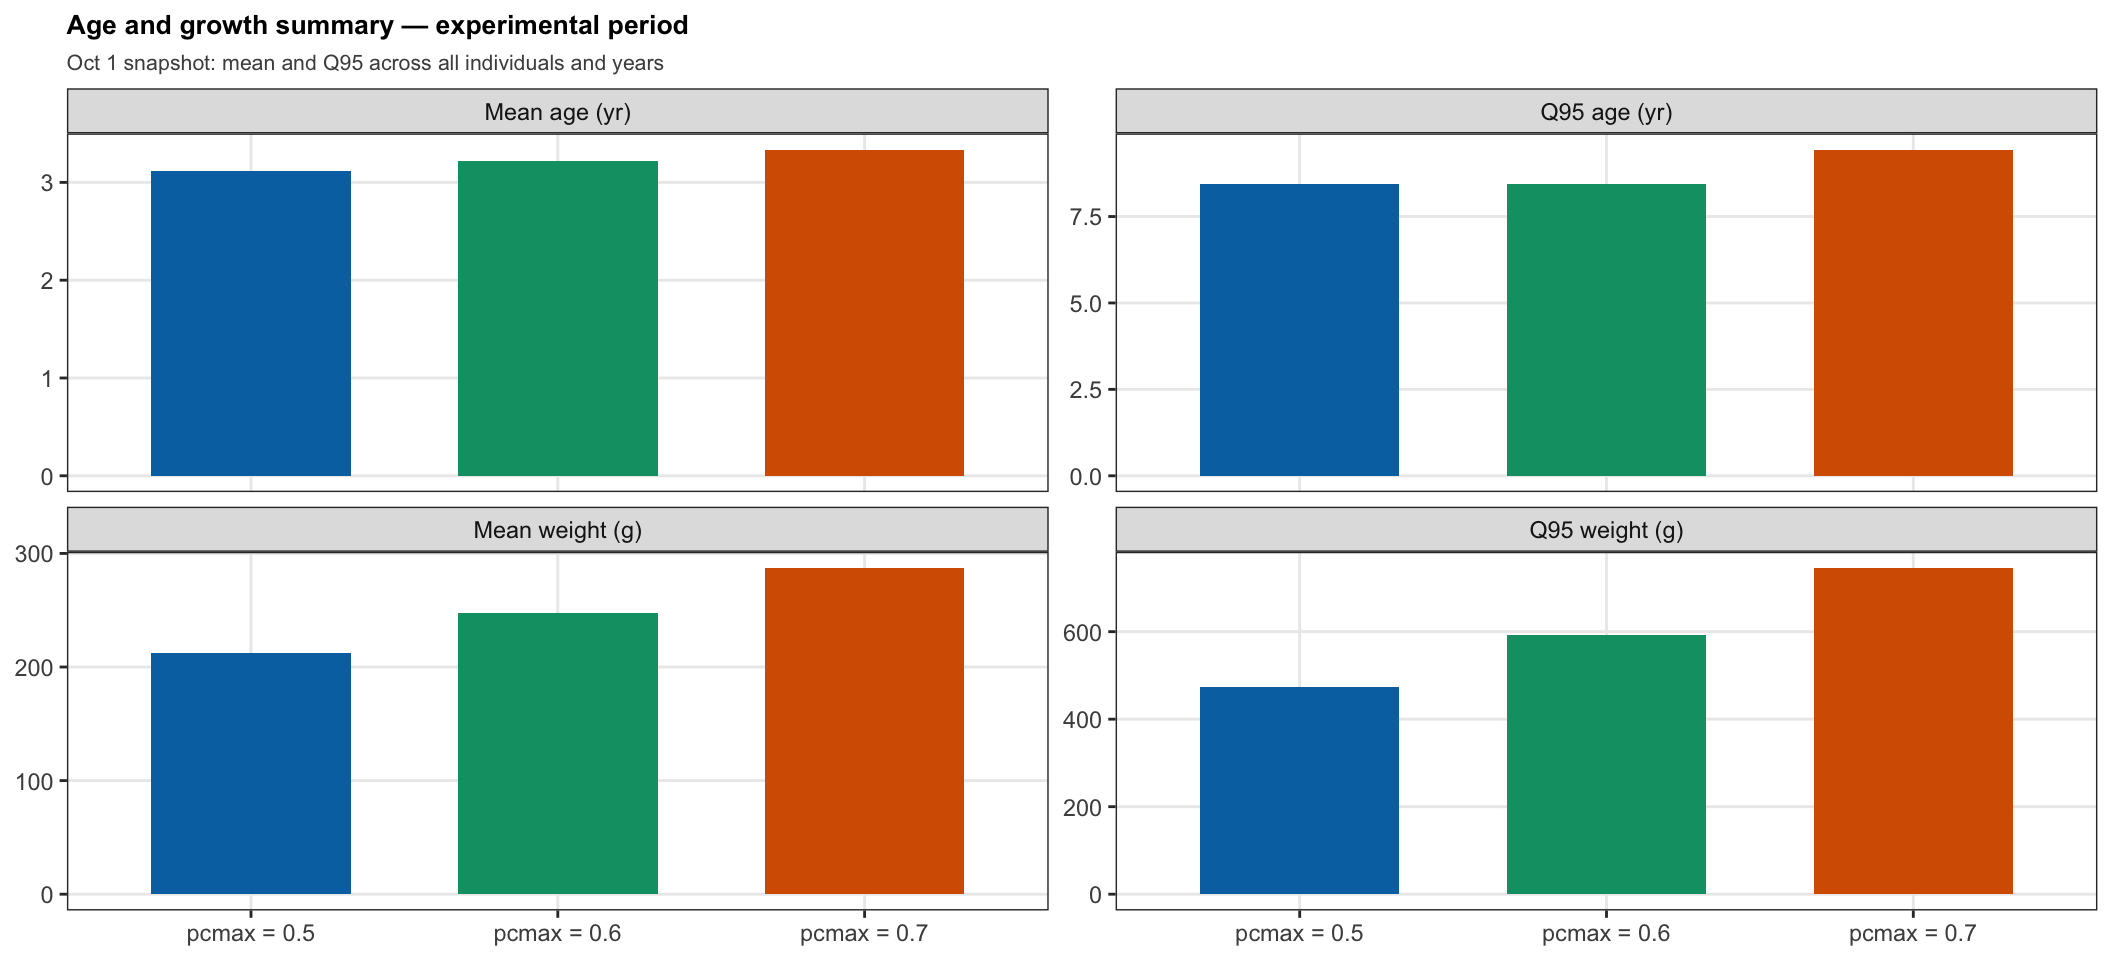 Age and growth summary — experimental period
Oct 1 snapshot: mean and Q95 across all individuals and years
Mean age (yr)
3
2
1
0
Q95 age (yr)
7.5
5.0
2.5
0.0
Mean weight (g)
300
200
100
0
pcmax = 0.5
pcmax = 0.6
pcmax = 0.7
Q95 weight (g)
600
400
200
0
pcmax = 0.5
pcmax = 0.6
pcmax = 0.7